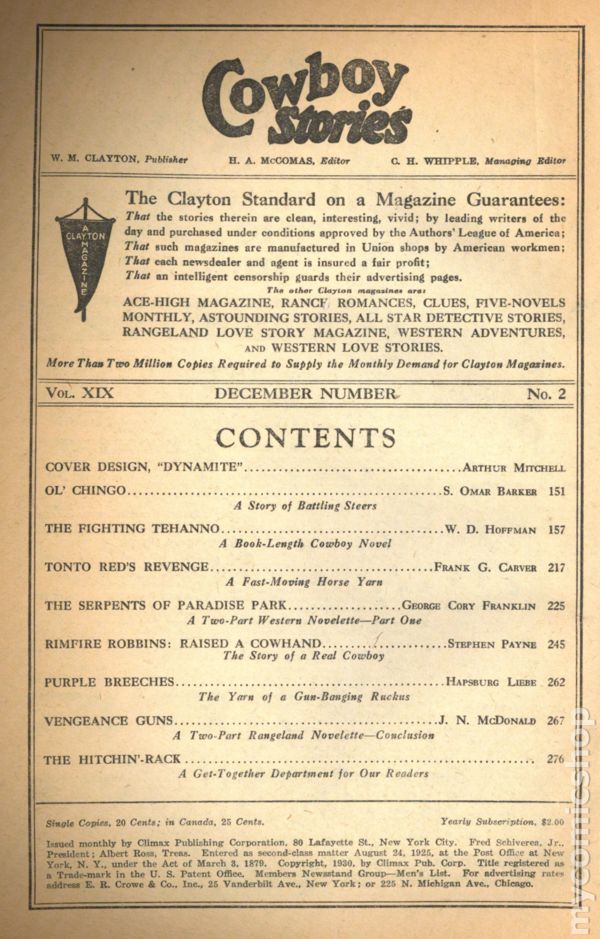 Cowboy
Stories
W. M. CLAYTON, Publisher H. A. McCOMAS, Editor C. H. WHIPPLE, Managing Editor
A
CLAYTON
MAGAZINE
The Clayton Standard on a Magazine Guarantees:
That the stories therein are clean, interesting, vivid; by leading writers of the
day and purchased under conditions approved by the Authors' League of America;
That such magazines are manufactured in Union shops by American workmen;
That each newsdealer and agent is insured a fair profit;
That an intelligent censorship guards their advertising pages.
The other Clayton magazines are:
ACE-HIGH MAGAZINE, RANCH ROMANCES, CLUES, FIVE-NOVELS
MONTHLY, ASTOUNDING STORIES, ALL STAR DETECTIVE STORIES,
RANGELAND LOVE STORY MAGAZINE, WESTERN ADVENTURES,
AND WESTERN LOVE STORIES.
More Than Two Million Copies Required to Supply the Monthly Demand for Clayton Magazines.
VOL. XIX DECEMBER NUMBER No. 2
CONTENTS
COVER DESIGN, "DYNAMITE"........................................ARTHUR MITCHELL
OL' CHINGO........................................S. OMAR BARKER 151
A Story of Battling Steers
THE FIGHTING TEHANNO........................................W. D. HOFFMAN 157
A Book-Length Cowboy Novel
TONTO RED'S REVENGE........................................FRANK G. CARVER 217
A Fast-Moving Horse Yarn
THE SERPENTS OF PARADISE PARK....................GEORGE CORY FRANKLIN 225
A Two-Part Western Novelette—Part One
RIMFIRE ROBBINS: RAISED A COWHAND....................STEPHEN PAYNE 245
The Story of a Real Cowboy
PURPLE BREECHES........................................HAPSBURG LIEBE 262
The Yarn of a Gun-Banging Ruckus
VENGEANCE GUNS........................................J. N. McDONALD 267
A Two-Part Rangeland Novelette—Conclusion
THE HITCHIN'-RACK........................................ 276
A Get-Together Department for Our Readers
Single Copies, 20 Cents; in Canada, 25 Cents. Yearly Subscription, $2.00
Issued monthly by Climax Publishing Corporation, 80 Lafayette St., New York City. Fred Schiveren, Jr.,
President; Albert Ross, Treas. Entered as second-class matter August 24, 1925, at the Post Office at New
York, N. Y., under the Act of March 3, 1879. Copyright, 1930, by Climax Pub. Corp. Title registered as
a Trade-mark in the U. S. Patent Office. Members Newsstand Group—Men's List. For advertising rates
address E. R. Crowe & Co., Inc., 25 Vanderbilt Ave., New York; or 225 N. Michigan Ave., Chicago.
mycomicshop